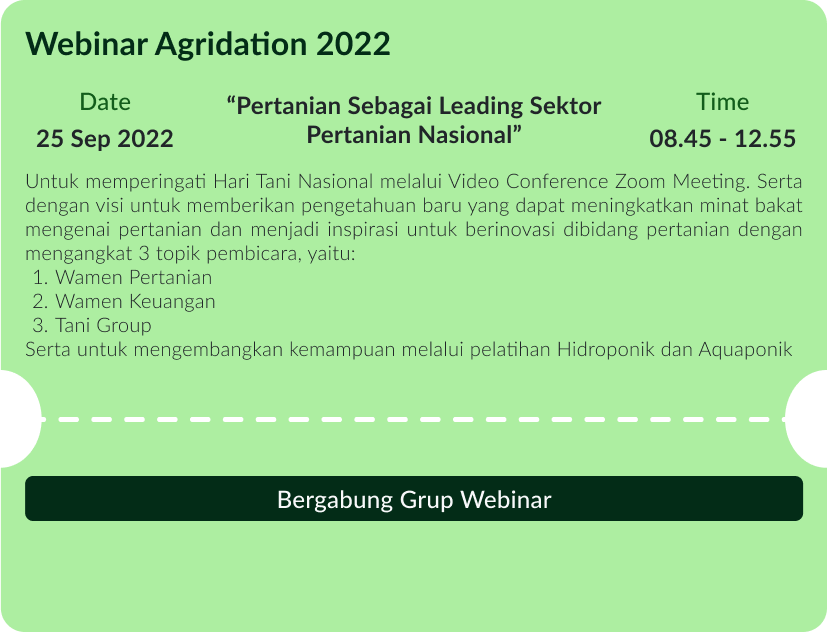 Webinar Agridation 2022
Date
25 Sep 2022
“Pertanian Sebagai Leading Sektor
Pertanian Nasional”
Time
08.45 - 12.55
Untuk memperingati Hari Tani Nasional melalui Video Conference Zoom Meeting. Serta
dengan visi untuk memberikan pengetahuan baru yang dapat meningkatkan minat bakat
mengenai pertanian dan menjadi inspirasi untuk berinovasi dibidang pertanian dengan
mengangkat 3 topik pembicara, yaitu:
1. Wamen Pertanian
2. Wamen Keuangan
3. Tani Group
Serta untuk mengembangkan kemampuan melalui pelatihan Hidroponik dan Aquaponik
Bergabung Grup Webinar